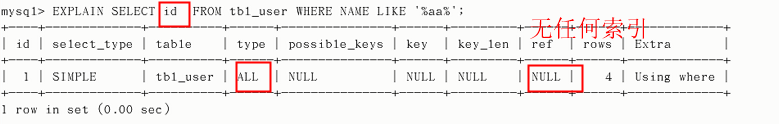 mysql> EXPLAIN SELECT id FROM tb1_user WHERE NAME LIKE '%aa%';
无任何索引
+----+-------------+----------+------+---------------+------+---------+------+------+-------------+
| id | select_type | table | type | possible_keys | key | key_len | ref | rows | Extra |
+----+-------------+----------+------+---------------+------+---------+------+------+-------------+
| 1 | SIMPLE | tb1_user | ALL | NULL | NULL | NULL | NULL | 4 | Using where |
+----+-------------+----------+------+---------------+------+---------+------+------+-------------+
1 row in set (0.00 sec)